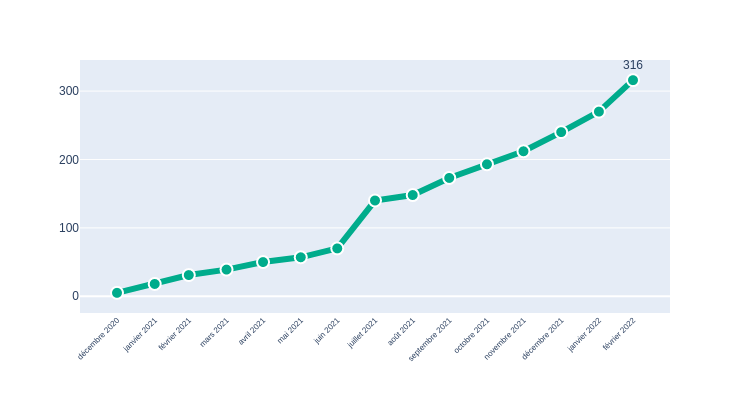 316
300
200
100
0
décembre 2020
janvier 2021
février 2021
mars 2021
avril 2021
mai 2021
juin 2021
juillet 2021
août 2021
septembre 2021
octobre 2021
novembre 2021
décembre 2021
janvier 2022
février 2022